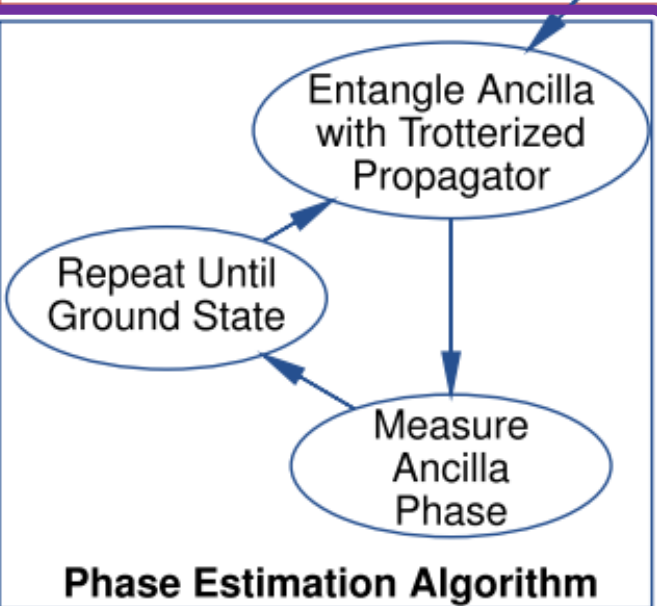 Entangle Ancilla
with Trotterized
Propagator
Repeat Until
Ground State
Measure
Ancilla
Phase
Phase Estimation Algorithm